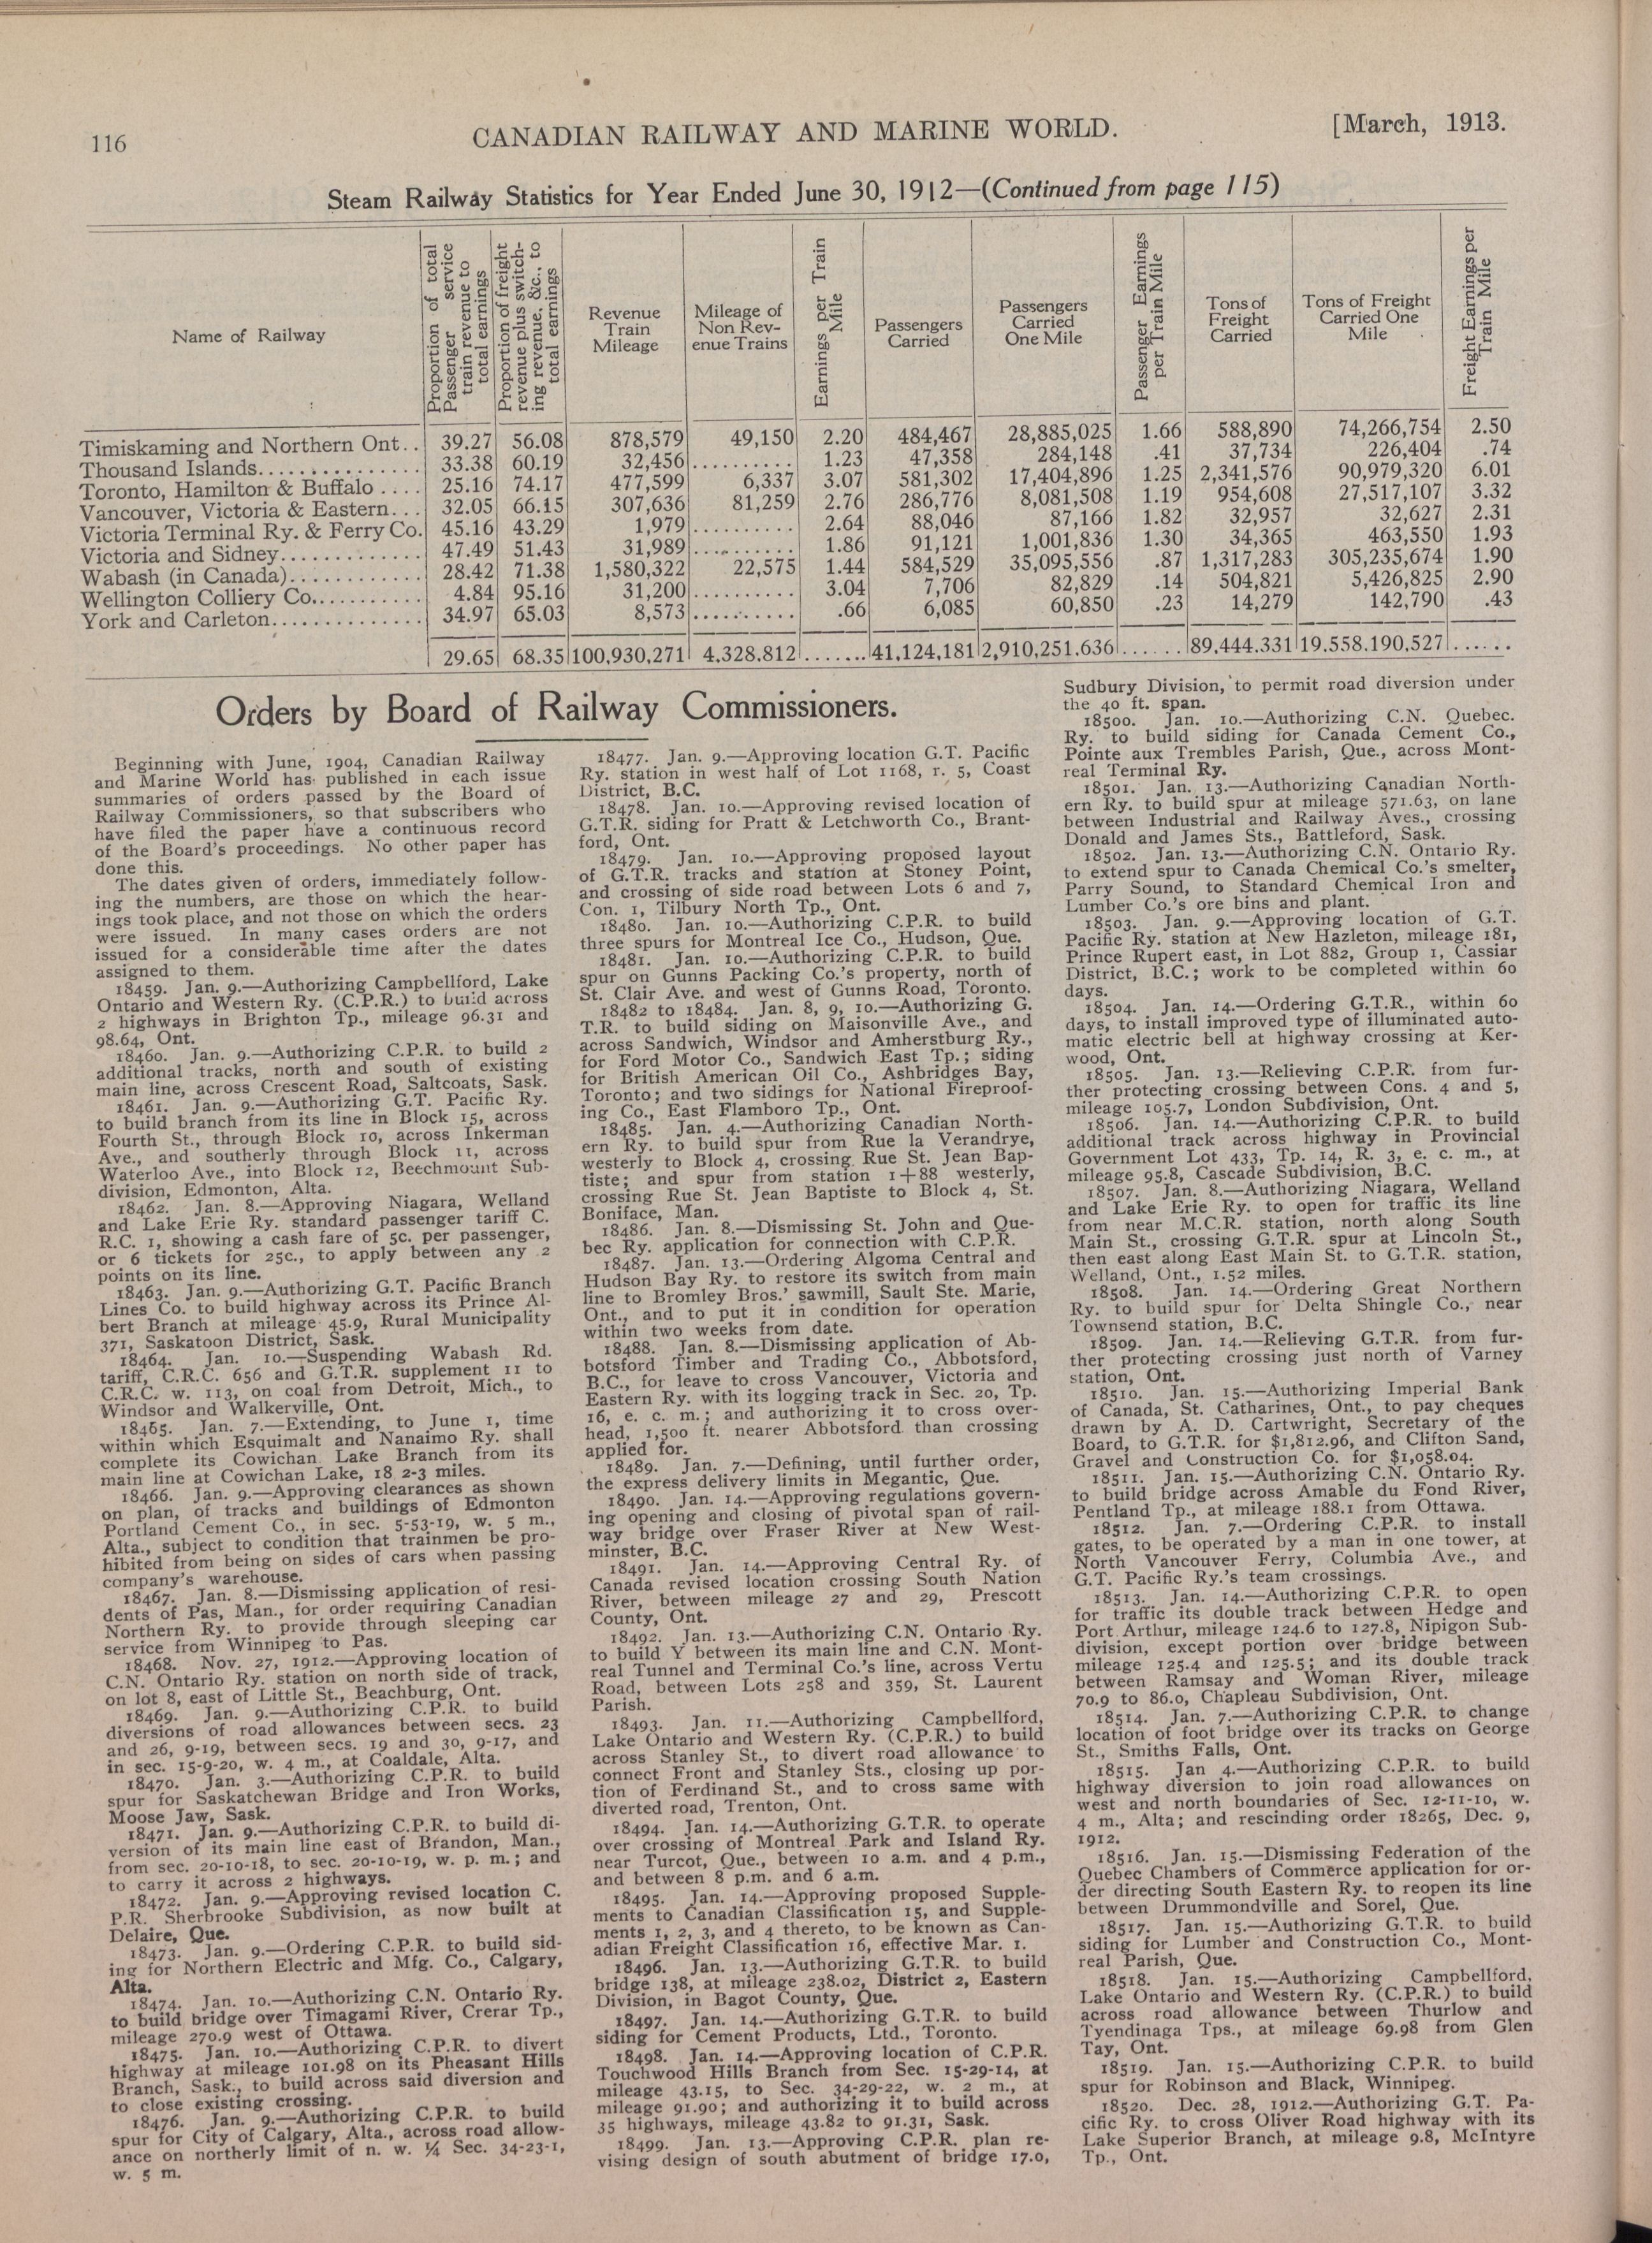 116
CANADIAN RAILWAY AND MARINE WORLD.
[March, 1913.
Steam Railway Statistics for Year Ended June 30, 1912—(Continued from page 115)
Name of Railway
Proportion of total
Passenger service
train revenue to
total earnings
Proportion of freight
revenue plus switch-
ing revenue, &c., to
total earnings
Revenue
Train
Mileage
Mileage of
Non Rev-
enue Trains
Earnings per Train
Mile
Passengers
Carried
Passengers
Carried
One Mile
Passenger Earnings
per Train Mile
Tons of
Freight
Carried
Tons of Freight
Carried One
Mile
Freight Earnings per
Train Mile
Timiskaming and Northern Ont.. 39.27 56.08 878,579 49,150 2.20 484,467 28,885,025 1.66 588,890 74,266,754 2.50
Thousand Islands............... 33.38 60.19 32,456 .......... 1.23 47,358 284,148 .41 37,734 226,404 .74
Toronto, Hamilton & Buffalo .... 25.16 74.17 477,599 6,337 3.07 581,302 17,404,896 1.25 2,341,576 90,979,320 6.01
Vancouver, Victoria & Eastern... 32.05 66.15 307,636 81,259 2.76 286,776 8,081,508 1.19 954,608 27,517,107 3.32
Victoria Terminal Ry. & Ferry Co. 45.16 43.29 1,979 .......... 2.64 88,046 87,166 1.82 32,957 32,627 2.31
Victoria and Sidney............. 47.49 51.43 31,989 .......... 1.86 91,121 1,001,836 1.30 34,365 463,550 1.93
Wabash (in Canada)............ 28.42 71.38 1,580,322 22,575 1.44 584,529 35,095,556 .87 1,317,283 305,235,674 1.90
Wellington Colliery Co........... 4.84 95.16 31,200 .......... 3.04 7,706 82,829 .14 504,821 5,426,825 2.90
York and Carleton.............. 34.97 65.03 8,573 .......... .66 6,085 60,850 .23 14,279 142,790 .43
29.65 68.35 100,930,271 4,328,812 ....... 41,124,181 2,910,251,636 ...... 89,444,331 19,558,190,527 ......
Orders by Board of Railway Commissioners.
Beginning with June, 1904, Canadian Railway
and Marine World has published in each issue
summaries of orders passed by the Board of
Railway Commissioners, so that subscribers who
have filed the paper have a continuous record
of the Board's proceedings. No other paper has
done this.
The dates given of orders, immediately follow-
ing the numbers, are those on which the hear-
ings took place, and not those on which the orders
were issued. In many cases orders are not
issued for a considerable time after the dates
assigned to them.
18459. Jan. 9.—Authorizing Campbellford, Lake
Ontario and Western Ry. (C.P.R.) to build across
2 highways in Brighton Tp., mileage 96.31 and
98.64, Ont.
18460. Jan. 9.—Authorizing C.P.R. to build 2
additional tracks, north and south of existing
main line, across Crescent Road, Saltcoats, Sask.
18461. Jan. 9.—Authorizing G.T. Pacific Ry.
to build branch from its line in Block 15, across
Fourth St., through Block 10, across Inkerman
Ave., and southerly through Block 11, across
Waterloo Ave., into Block 12, Beechmount Sub-
division, Edmonton, Alta.
18462. Jan. 8.—Approving Niagara, Welland
and Lake Erie Ry. standard passenger tariff C.
R.C. 1, showing a cash fare of 5c. per passenger,
or 6 tickets for 25c., to apply between any 2
points on its line.
18463. Jan. 9.—Authorizing G.T. Pacific Branch
Lines Co. to build highway across its Prince Al-
bert Branch at mileage 45.9, Rural Municipality
371, Saskatoon District, Sask.
18464. Jan. 10.—Suspending Wabash Rd.
tariff, C.R.C. 656 and G.T.R. supplement 11 to
C.R.C. w. 113, on coal from Detroit, Mich., to
Windsor and Walkerville, Ont.
18465. Jan. 7.—Extending, to June 1, time
within which Esquimalt and Nanaimo Ry. shall
complete its Cowichan Lake Branch from its
main line at Cowichan Lake, 18 2-3 miles.
18466. Jan. 9.—Approving clearances as shown
on plan, of tracks and buildings of Edmonton
Portland Cement Co., in sec. 5-53-19, w. 5 m.,
Alta., subject to condition that trainmen be pro-
hibited from being on sides of cars when passing
company's warehouse.
18467. Jan. 8.—Dismissing application of resi-
dents of Pas, Man., for order requiring Canadian
Northern Ry. to provide through sleeping car
service from Winnipeg to Pas.
18468. Nov. 27, 1912.—Approving location of
C.N. Ontario Ry. station on north side of track,
on lot 8, east of Little St., Beachburg, Ont.
18469. Jan. 9.—Authorizing C.P.R. to build
diversions of road allowances between secs. 23
and 26, 9-19, between secs. 19 and 30, 9-17, and
in sec. 15-9-20, w. 4 m., at Coaldale, Alta.
18470. Jan. 3.—Authorizing C.P.R. to build
spur for Saskatchewan Bridge and Iron Works,
Moose Jaw, Sask.
18471. Jan. 9.—Authorizing C.P.R. to build di-
version of its main line east of Brandon, Man.,
from sec. 20-10-18, to sec. 20-10-19, w. p. m.; and
to carry it across 2 highways.
18472. Jan. 9.—Approving revised location C.
P.R. Sherbrooke Subdivision, as now built at
Delaire, Que.
18473. Jan. 9.—Ordering C.P.R. to build sid-
ing for Northern Electric and Mfg. Co., Calgary,
Alta.
18474. Jan. 10.—Authorizing C.N. Ontario Ry.
to build bridge over Timagami River, Crerar Tp.,
mileage 270.9 west of Ottawa.
18475. Jan. 10.—Authorizing C.P.R. to divert
highway at mileage 101.98 on its Pheasant Hills
Branch, Sask., to build across said diversion and
to close existing crossing.
18476. Jan. 9.—Authorizing C.P.R. to build
spur for City of Calgary, Alta., across road allow-
ance on northerly limit of n. w. ¼ Sec. 34-23-1,
w. 5 m.
18477. Jan. 9.—Approving location G.T. Pacific
Ry. station in west half of Lot 1168, r. 5, Coast
District, B.C.
18478. Jan. 10.—Approving revised location of
G.T.R. siding for Pratt & Letchworth Co., Brant-
ford, Ont.
18479. Jan. 10.—Approving proposed layout
of G.T.R. tracks and station at Stoney Point,
and crossing of side road between Lots 6 and 7,
Con. 1, Tilbury North Tp., Ont.
18480. Jan. 10.—Authorizing C.P.R. to build
three spurs for Montreal Ice Co., Hudson, Que.
18481. Jan. 10.—Authorizing C.P.R. to build
spur on Gunns Packing Co.'s property, north of
St. Clair Ave. and west of Gunns Road, Toronto.
18482 to 18484. Jan. 8, 9, 10.—Authorizing G.
T.R. to build siding on Maisonville Ave., and
across Sandwich, Windsor and Amherstburg Ry.,
for Ford Motor Co., Sandwich East Tp.; siding
for British American Oil Co., Ashbridges Bay,
Toronto; and two sidings for National Fireproof-
ing Co., East Flamboro Tp., Ont.
18485. Jan. 4.—Authorizing Canadian North-
ern Ry. to build spur from Rue la Verandrye,
westerly to Block 4, crossing Rue St. Jean Bap-
tiste; and spur from station 1+88 westerly,
crossing Rue St. Jean Baptiste to Block 4, St.
Boniface, Man.
18486. Jan. 8.—Dismissing St. John and Que-
bec Ry. application for connection with C.P.R.
18487. Jan. 13.—Ordering Algoma Central and
Hudson Bay Ry. to restore its switch from main
line to Bromley Bros.' sawmill, Sault Ste. Marie,
Ont., and to put it in condition for operation
within two weeks from date.
18488. Jan. 8.—Dismissing application of Ab-
botsford Timber and Trading Co., Abbotsford,
B.C., for leave to cross Vancouver, Victoria and
Eastern Ry. with its logging track in Sec. 20, Tp.
16, e. c. m.; and authorizing it to cross over-
head, 1,500 ft. nearer Abbotsford than crossing
applied for.
18489. Jan. 7.—Defining, until further order,
the express delivery limits in Megantic, Que.
18490. Jan. 14.—Approving regulations govern-
ing opening and closing of pivotal span of rail-
way bridge over Fraser River at New West-
minster, B.C.
18491. Jan. 14.—Approving Central Ry. of
Canada revised location crossing South Nation
River, between mileage 27 and 29, Prescott
County, Ont.
18492. Jan. 13.—Authorizing C.N. Ontario Ry.
to build Y between its main line and C.N. Mont-
real Tunnel and Terminal Co.'s line, across Vertu
Road, between Lots 258 and 359, St. Laurent
Parish.
18493. Jan. 11.—Authorizing Campbellford,
Lake Ontario and Western Ry. (C.P.R.) to build
across Stanley St., to divert road allowance to
connect Front and Stanley Sts., closing up por-
tion of Ferdinand St., and to cross same with
diverted road, Trenton, Ont.
18494. Jan. 14.—Authorizing G.T.R. to operate
over crossing of Montreal Park and Island Ry.
near Turcot, Que., between 10 a.m. and 4 p.m.,
and between 8 p.m. and 6 a.m.
18495. Jan. 14.—Approving proposed Supple-
ments to Canadian Classification 15, and Supple-
ments 1, 2, 3, and 4 thereto, to be known as Can-
adian Freight Classification 16, effective Mar. 1.
18496. Jan. 13.—Authorizing G.T.R. to build
bridge 138, at mileage 238.02, District 2, Eastern
Division, in Bagot County, Que.
18497. Jan. 14.—Authorizing G.T.R. to build
siding for Cement Products, Ltd., Toronto.
18498. Jan. 14.—Approving location of C.P.R.
Touchwood Hills Branch from Sec. 15-29-14, at
mileage 43.15, to Sec. 34-29-22, w. 2 m., at
mileage 91.90; and authorizing it to build across
35 highways, mileage 43.82 to 91.31, Sask.
18499. Jan. 13.—Approving C.P.R. plan re-
vising design of south abutment of bridge 17.0,
Sudbury Division, to permit road diversion under
the 40 ft. span.
18500. Jan. 10.—Authorizing C.N. Quebec.
Ry. to build siding for Canada Cement Co.,
Pointe aux Trembles Parish, Que., across Mont-
real Terminal Ry.
18501. Jan. 13.—Authorizing Canadian North-
ern Ry. to build spur at mileage 571.63, on lane
between Industrial and Railway Aves., crossing
Donald and James Sts., Battleford, Sask.
18502. Jan. 13.—Authorizing C.N. Ontario Ry.
to extend spur to Canada Chemical Co.'s smelter,
Parry Sound, to Standard Chemical Iron and
Lumber Co.'s ore bins and plant.
18503. Jan. 9.—Approving location of G.T.
Pacific Ry. station at New Hazleton, mileage 181,
Prince Rupert east, in Lot 882, Group 1, Cassiar
District, B.C.; work to be completed within 60
days.
18504. Jan. 14.—Ordering G.T.R., within 60
days, to install improved type of illuminated auto-
matic electric bell at highway crossing at Ker-
wood, Ont.
18505. Jan. 13.—Relieving C.P.R. from fur-
ther protecting crossing between Cons. 4 and 5,
mileage 105.7, London Subdivision, Ont.
18506. Jan. 14.—Authorizing C.P.R. to build
additional track across highway in Provincial
Government Lot 433, Tp. 14, R. 3, e. c. m., at
mileage 95.8, Cascade Subdivision, B.C.
18507. Jan. 8.—Authorizing Niagara, Welland
and Lake Erie Ry. to open for traffic its line
from near M.C.R. station, north along South
Main St., crossing G.T.R. spur at Lincoln St.,
then east along East Main St. to G.T.R. station,
Welland, Ont., 1.52 miles.
18508. Jan. 14.—Ordering Great Northern
Ry. to build spur for Delta Shingle Co., near
Townsend station, B.C.
18509. Jan. 14.—Relieving G.T.R. from fur-
ther protecting crossing just north of Varney
station, Ont.
18510. Jan. 15.—Authorizing Imperial Bank
of Canada, St. Catharines, Ont., to pay cheques
drawn by A. D. Cartwright, Secretary of the
Board, to G.T.R. for $1,812.96, and Clifton Sand,
Gravel and Construction Co. for $1,058.04.
18511. Jan. 15.—Authorizing C.N. Ontario Ry.
to build bridge across Amable du Fond River,
Pentland Tp., at mileage 188.1 from Ottawa.
18512. Jan. 7.—Ordering C.P.R. to install
gates, to be operated by a man in one tower, at
North Vancouver Ferry, Columbia Ave., and
G.T. Pacific Ry.'s team crossings.
18513. Jan. 14.—Authorizing C.P.R. to open
for traffic its double track between Hedge and
Port Arthur, mileage 124.6 to 127.8, Nipigon Sub-
division, except portion over bridge between
mileage 125.4 and 125.5; and its double track
between Ramsay and Woman River, mileage
70.9 to 86.0, Chapleau Subdivision, Ont.
18514. Jan. 7.—Authorizing C.P.R. to change
location of foot bridge over its tracks on George
St., Smiths Falls, Ont.
18515. Jan 4.—Authorizing C.P.R. to build
highway diversion to join road allowances on
west and north boundaries of Sec. 12-11-10, w.
4 m., Alta; and rescinding order 18265, Dec. 9,
1912.
18516. Jan. 15.—Dismissing Federation of the
Quebec Chambers of Commerce application for or-
der directing South Eastern Ry. to reopen its line
between Drummondville and Sorel, Que.
18517. Jan. 15.—Authorizing G.T.R. to build
siding for Lumber and Construction Co., Mont-
real Parish, Que.
18518. Jan. 15.—Authorizing Campbellford,
Lake Ontario and Western Ry. (C.P.R.) to build
across road allowance between Thurlow and
Tyendinaga Tps., at mileage 69.98 from Glen
Tay, Ont.
18519. Jan. 15.—Authorizing C.P.R. to build
spur for Robinson and Black, Winnipeg.
18520. Dec. 28, 1912.—Authorizing G.T. Pa-
cific Ry. to cross Oliver Road highway with its
Lake Superior Branch, at mileage 9.8, McIntyre
Tp., Ont.